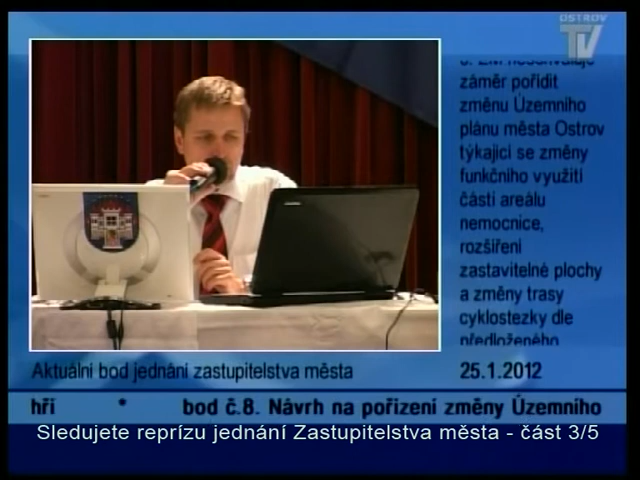 OSTROV
TV
záměr pořídit
změnu Územního
plánu města Ostrov
týkající se změny
funkčního využití
části areálu
nemocnice,
rozšíření
zastavitelné plochy
a změny trasy
cyklostezky dle
předloženého
Aktuální bod jednání zastupitelstva města
25.1.2012
hří * bod č.8. Návrh na pořízení změny Územního
Sledujete reprízu jednání Zastupitelstva města - část 3/5